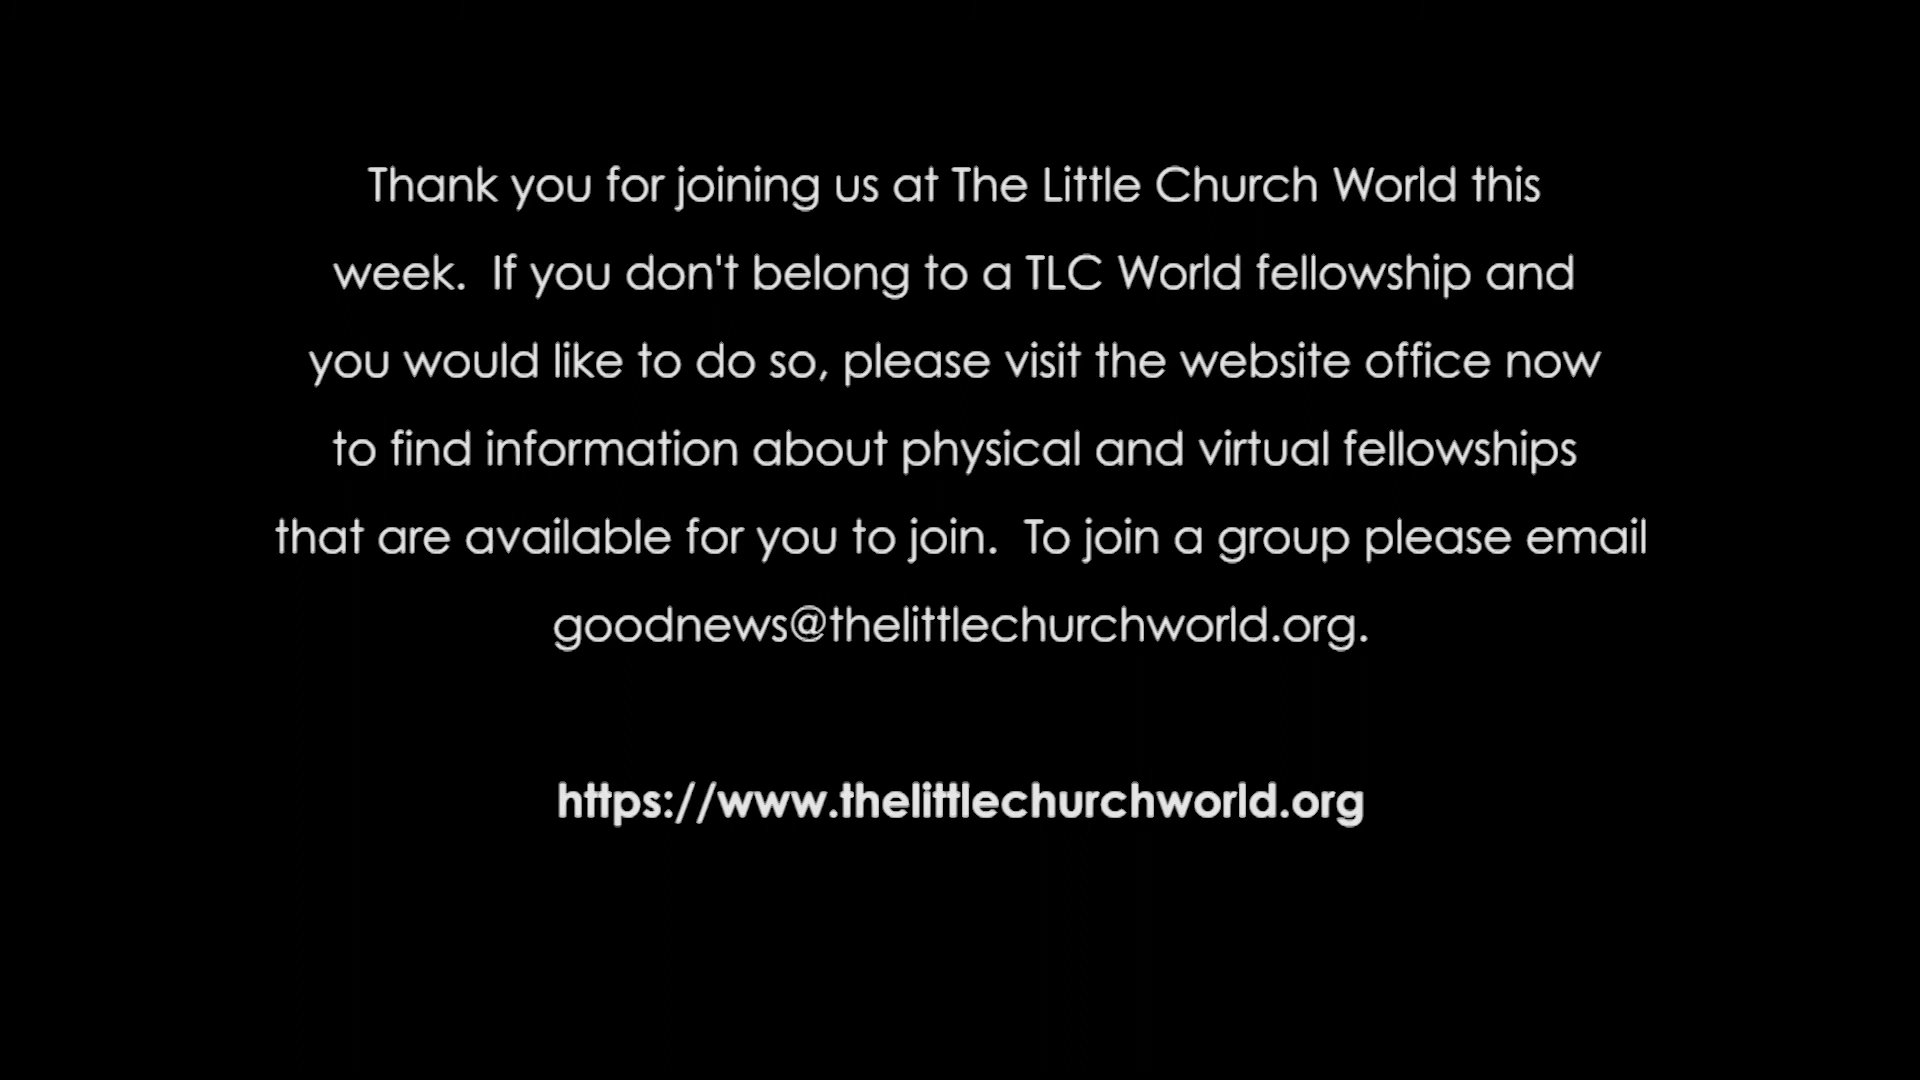 Thank you for joining us at The Little Church World this
week.  If you don't belong to a TLC World fellowship and
you would like to do so, please visit the website office now
to find information about physical and virtual fellowships
that are available for you to join.  To join a group please email
goodnews@thelittlechurchworld.org.
https://www.thelittlechurchworld.org